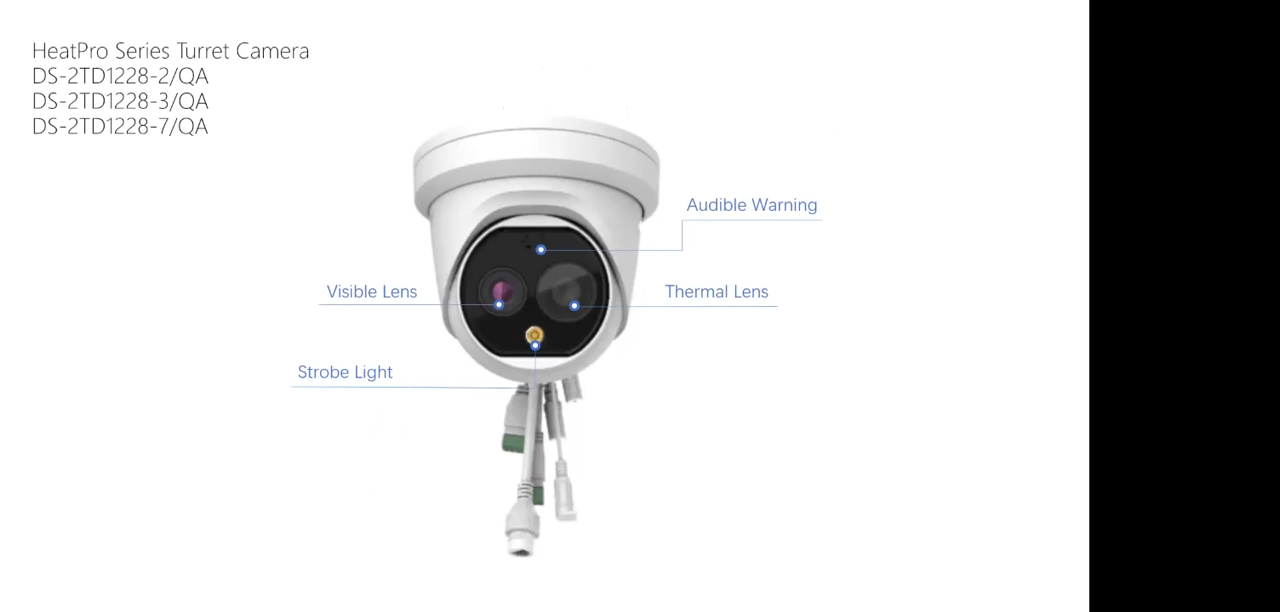 HeatPro Series Turret Camera
DS-2TD1228-2/QA
DS-2TD1228-3/QA
DS-2TD1228-7/QA
Audible Warning
Visible Lens
Thermal Lens
Strobe Light